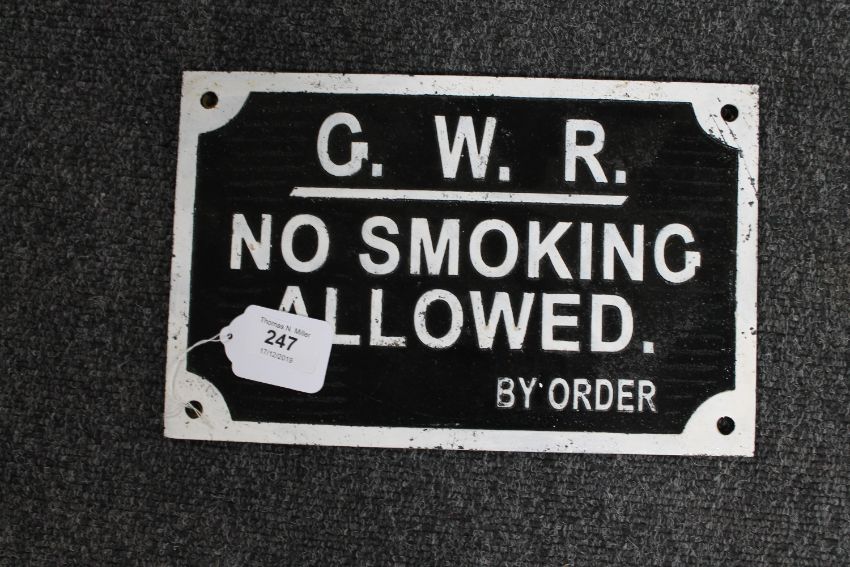 G. W. R.
NO SMOKING
ALLOWED.
BY ORDER
Thomas N. Miller
247
17/12/2019